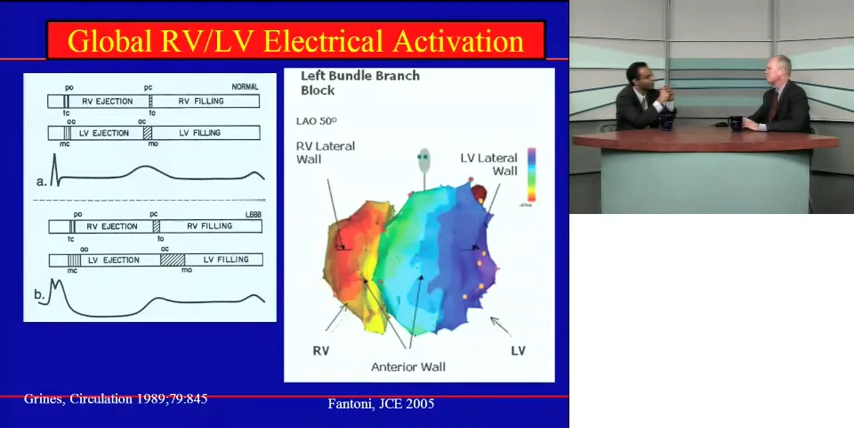 Global RV/LV Electrical Activation
po pc NORMAL
RV EJECTION RV FILLING
tc
ao ac
LV EJECTION LV FILLING
mc mo
a.
po pc LBBB
RV EJECTION RV FILLING
tc to
ao ac
LV EJECTION LV FILLING
mc mo
b.
Left Bundle Branch
Block
LAO 50°
RV Lateral
Wall
LV Lateral
Wall
RV
LV
Anterior Wall
Grines, Circulation 1989;79:845
Fantoni, JCE 2005